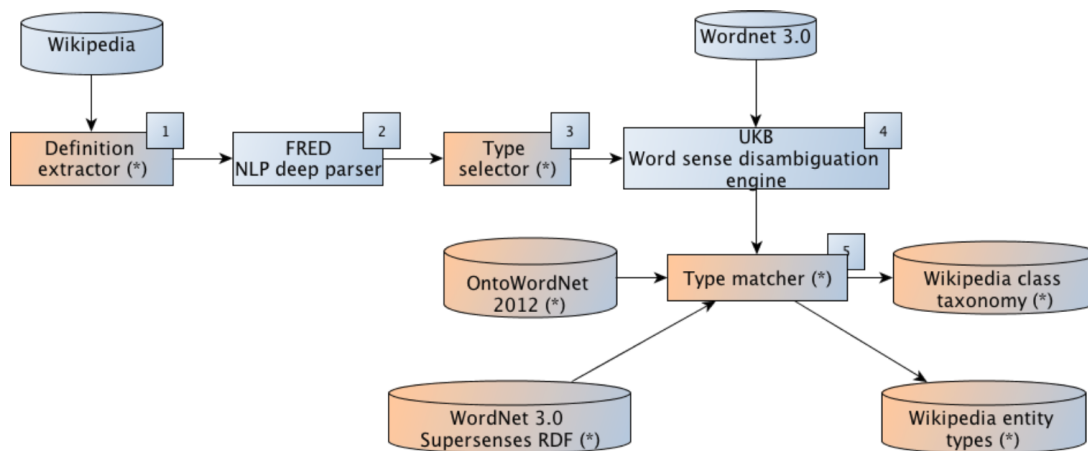 Wikipedia
Wordnet 3.0
1
Definition
extractor (*)
2
FRED
NLP deep parser
3
Type
selector (*)
4
UKB
Word sense disambiguation
engine
OntoWordNet
2012 (*)
5
Type matcher (*)
Wikipedia class
taxonomy (*)
WordNet 3.0
Supersenses RDF (*)
Wikipedia entity
types (*)